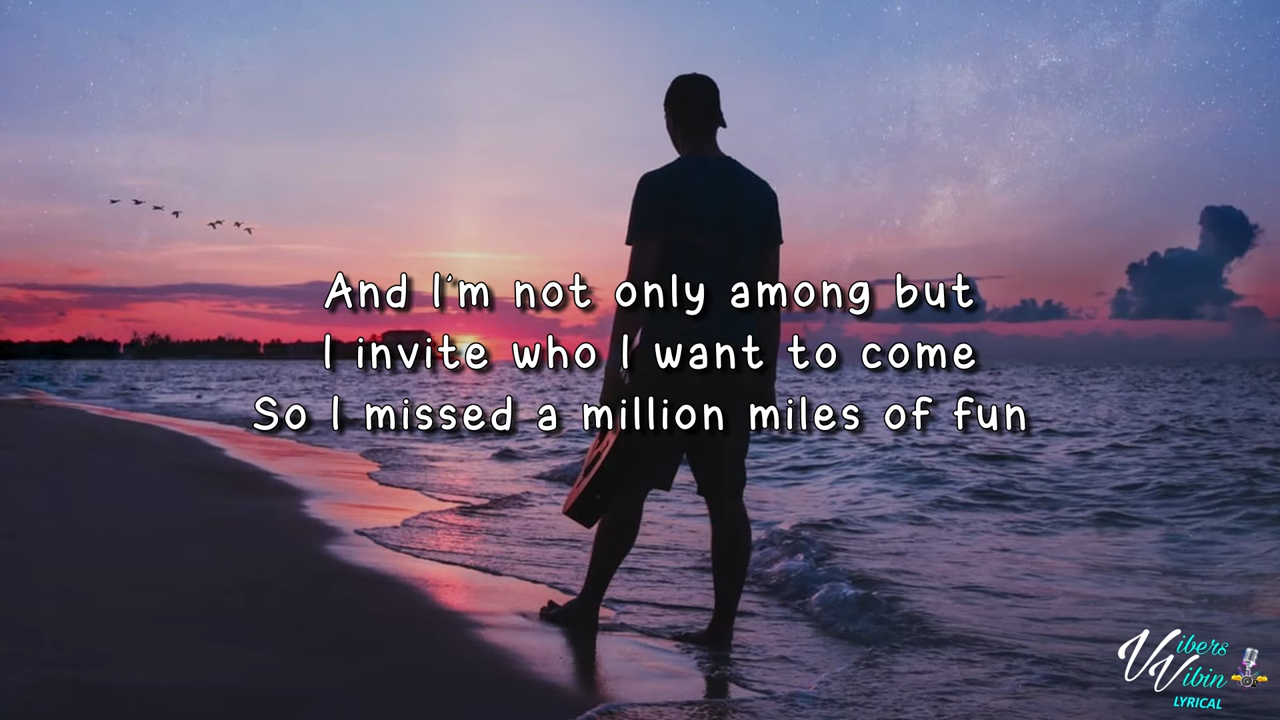 And I'm not only among but
I invite who I want to come
So I missed a million miles of fun
Vibers
Vibin
LYRICAL